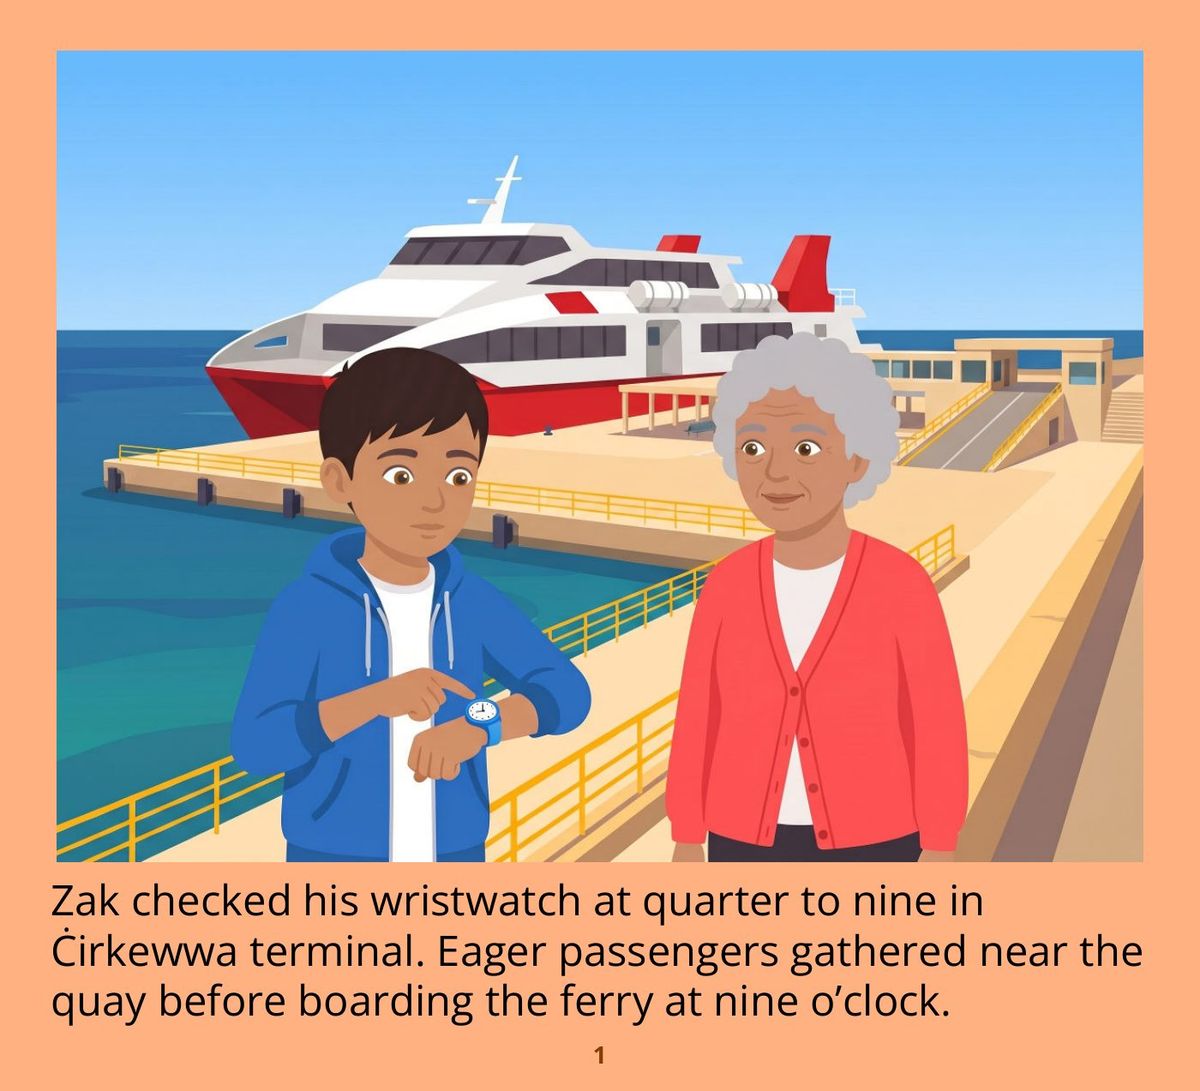 Zak checked his wristwatch at quarter to nine in
Ċirkewwa terminal. Eager passengers gathered near the
quay before boarding the ferry at nine o’clock.
1